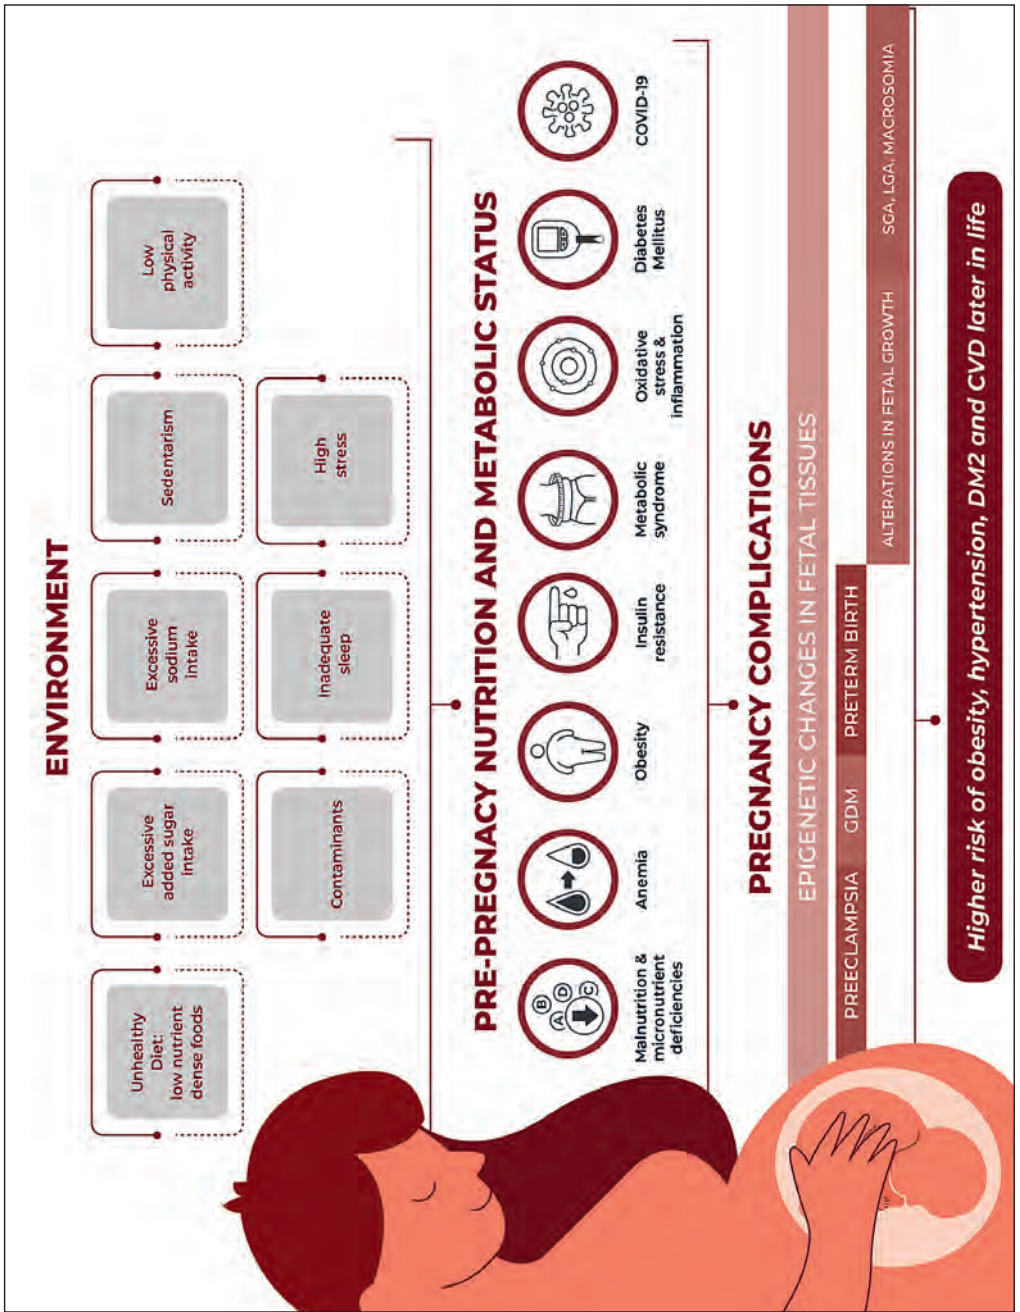 ENVIRONMENT
Unhealthy
Diet:
low nutrient
dense foods
Excessive
added sugar
intake
Excessive
sodium
intake
Sedentarism
Low
physical
activity
Contaminants
Inadequate
sleep
High
stress
PRE-PREGNACY NUTRITION AND METABOLIC STATUS
A
B
D
C
Malnutrition &
micronutrient
deficiencies
Anemia
Obesity
Insulin
resistance
Metabolic
syndrome
Oxidative
stress &
inflammation
Diabetes
Mellitus
COVID-19
PREGNANCY COMPLICATIONS
EPIGENETIC CHANGES IN FETAL TISSUES
PREECLAMPSIA GDM PRETERM BIRTH
ALTERATIONS IN FETAL GROWTH SGA, LGA, MACROSOMIA
Higher risk of obesity, hypertension, DM2 and CVD later in life